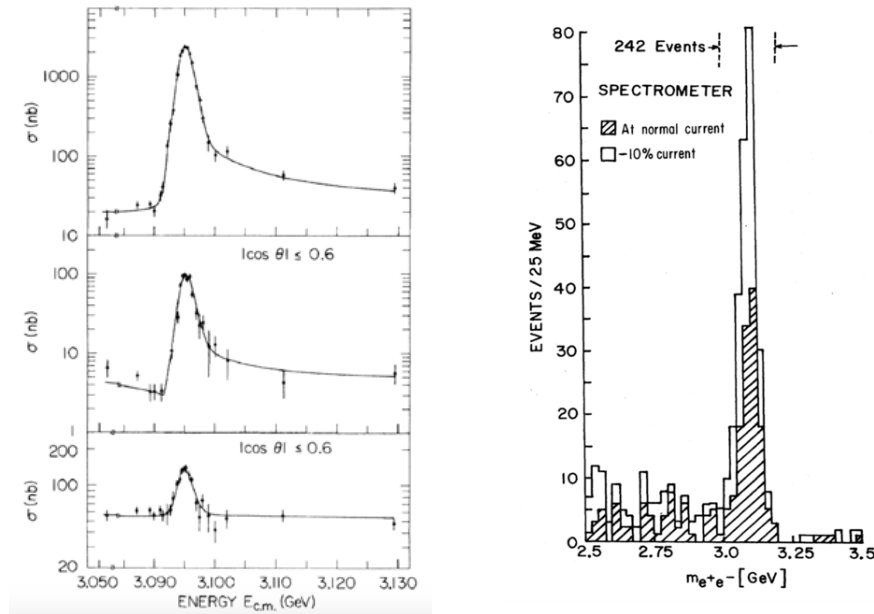 σ (nb)
1000
100
10
|cos θ| ≤ 0.6
σ (nb)
100
10
1
|cos θ| ≤ 0.6
σ (nb)
200
100
20
3.050 3.090 3.100 3.110 3.120 3.130
ENERGY E c.m. (GeV)
80
242 Events
70
SPECTROMETER
At normal current
-10% current
60
50
EVENTS / 25 MeV
40
30
20
10
0
2.5 2.75 3.0 3.25 3.5
m e+e- [GeV]